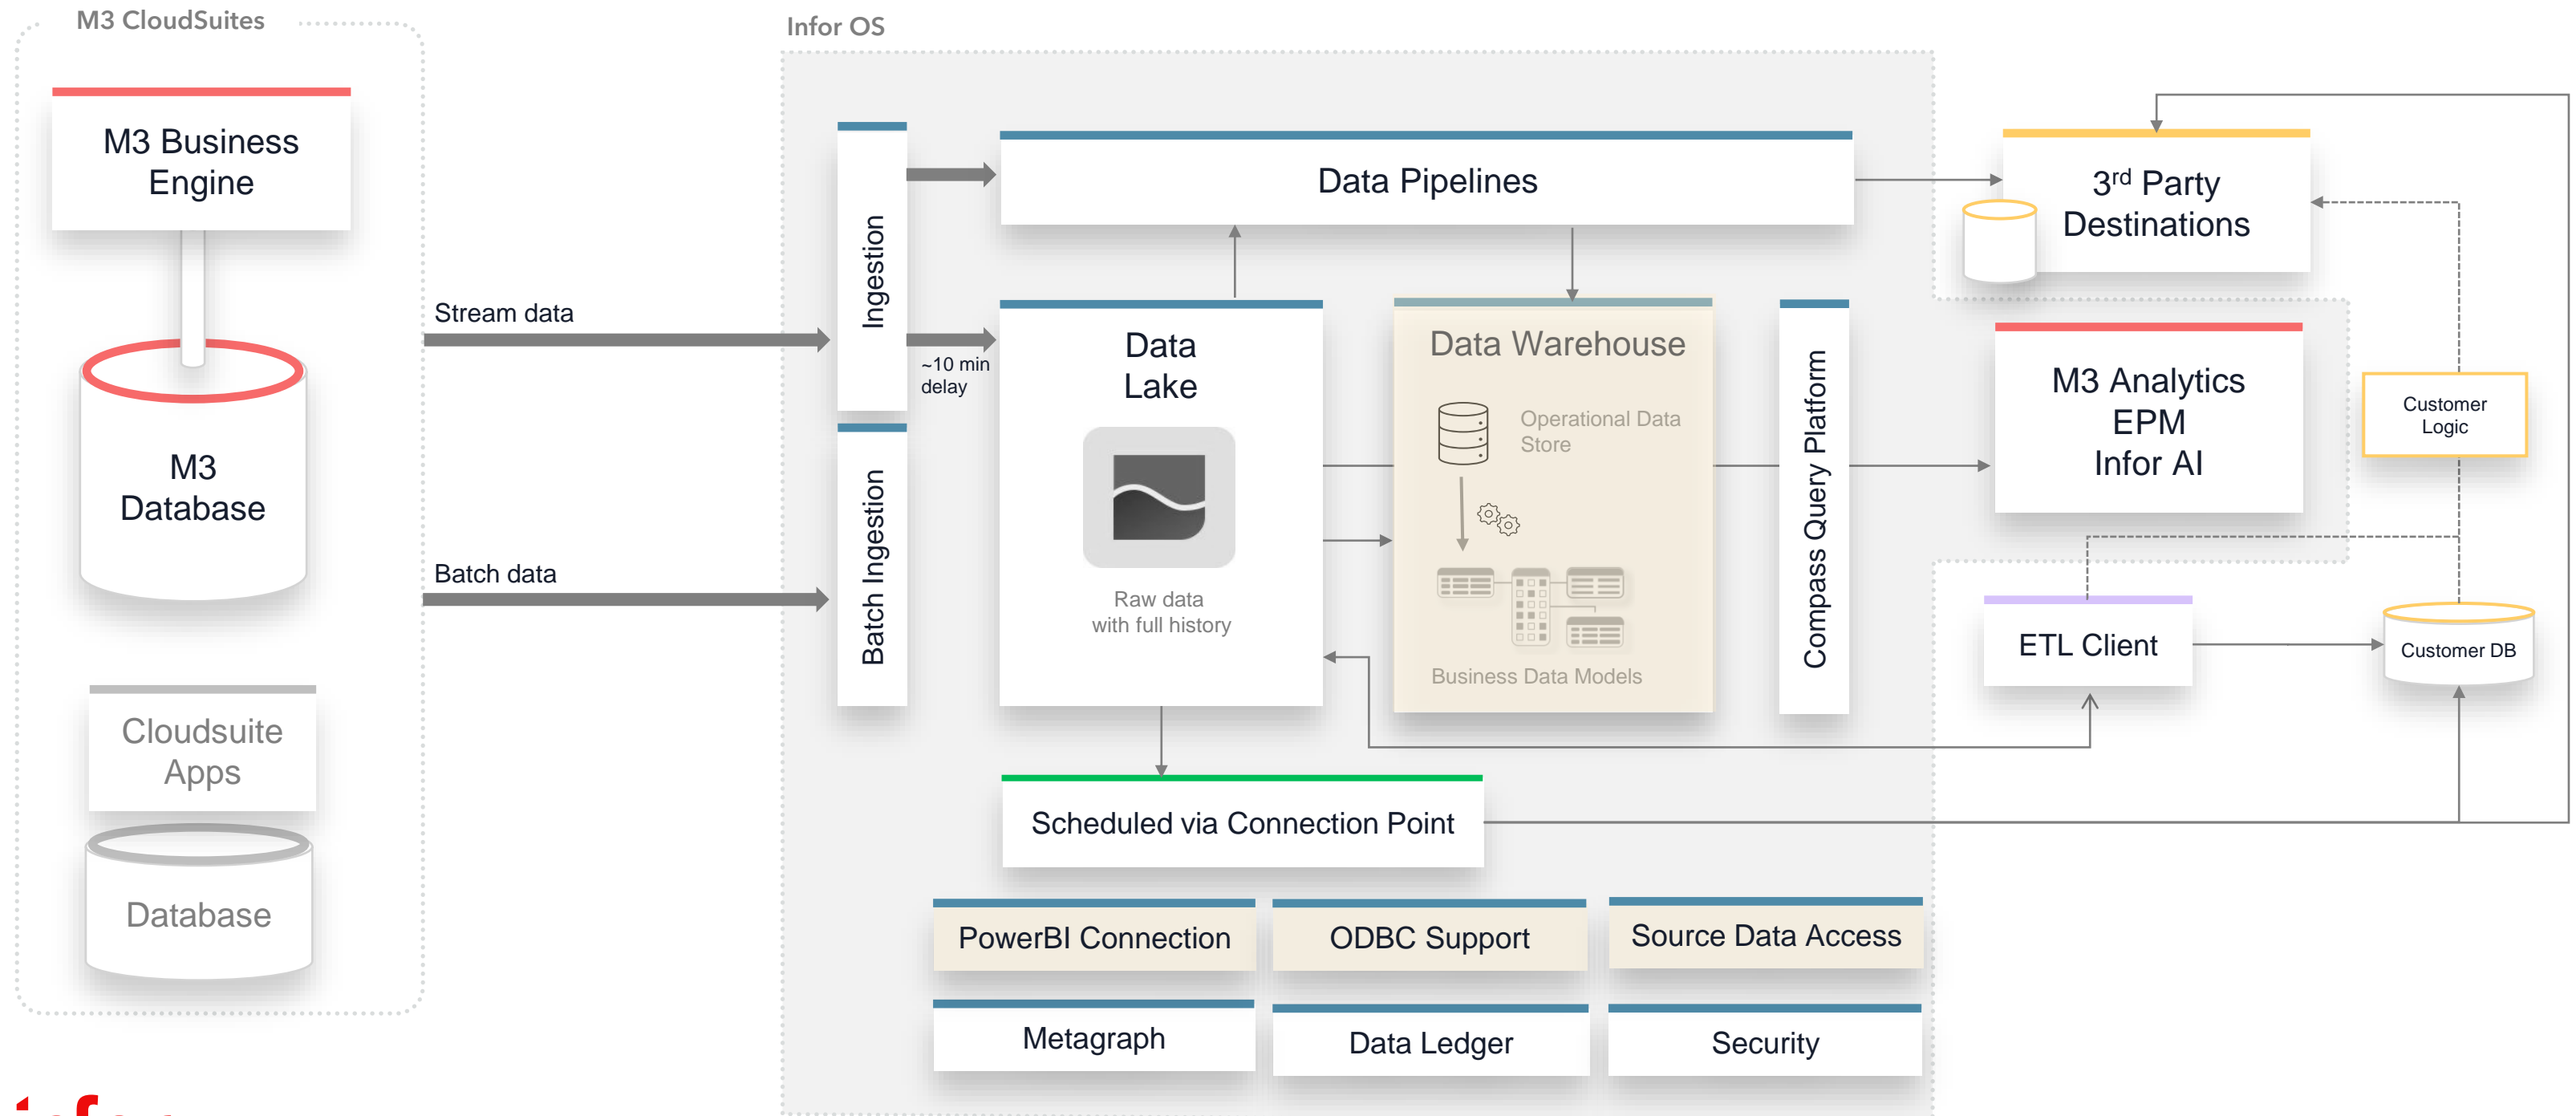 M3 CloudSuites
Infor OS
M3 Business
Engine
M3
Database
Cloudsuite
Apps
Database
Stream data
Batch data
Ingestion
Batch Ingestion
~10 min
delay
Data Pipelines
Data
Lake
Raw data
with full history
Data Warehouse
Operational Data
Store
Business Data Models
Compass Query Platform
3rd Party
Destinations
M3 Analytics
EPM
Infor AI
Customer
Logic
ETL Client
Customer DB
Scheduled via Connection Point
PowerBI Connection
ODBC Support
Source Data Access
Metagraph
Data Ledger
Security